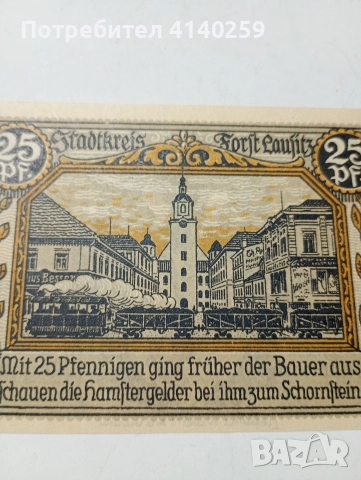 Потребител 4140259
25 Pf. Stadtkreis Forst Lausitz 25 Pf.
Mit 25 Pfennigen ging früher der Bauer aus
schauen die Hamstergelder bei ihm zum Schornstein
BAZAR